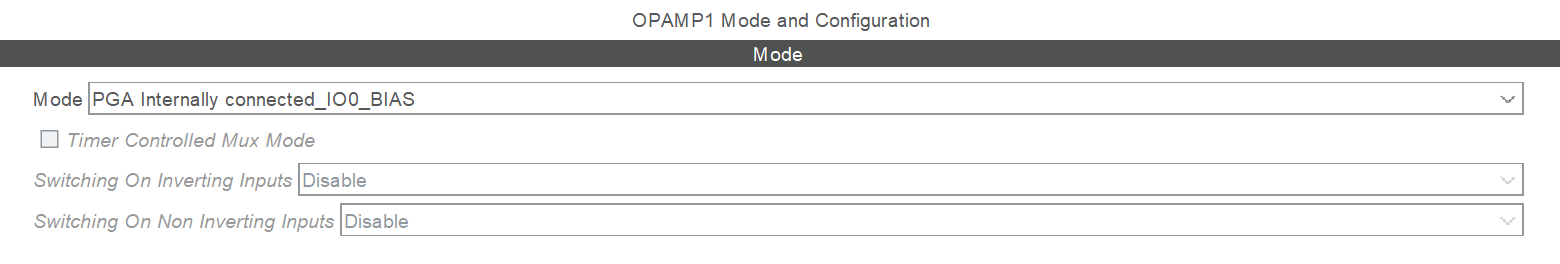 OPAMP1 Mode and Configuration
Mode
Mode PGA Internally connected_IO0_BIAS
Timer Controlled Mux Mode
Switching On Inverting Inputs Disable
Switching On Non Inverting Inputs Disable